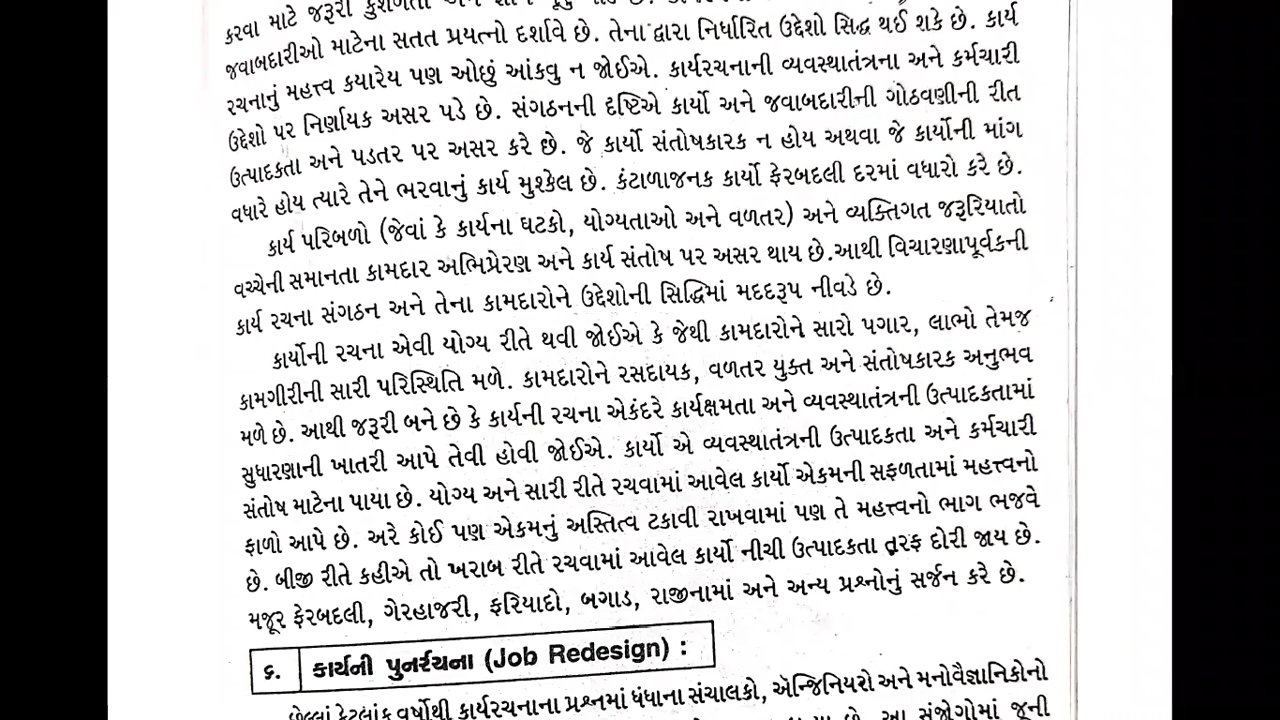 કરવા માટે જરૂરી કુશળતા અને
જવાબદારીઓ માટેના સતત પ્રયત્નો દર્શાવે છે. તેના દ્વારા નિર્ધારિત ઉદ્દેશો સિદ્ધ થઈ શકે છે. કાર્ય
રચનાનું મહત્ત્વ કયારેય પણ ઓછું આંકવુ ન જોઈએ. કાર્યરચનાની વ્યવસ્થાતંત્રના અને કર્મચારી
ઉદ્દેશો પર નિર્ણાયક અસર પડે છે. સંગઠનની દષ્ટિએ કાર્યો અને જવાબદારીની ગોઠવણીની રીત
ઉત્પાદકતા અને પડતર પર અસર કરે છે. જે કાર્યો સંતોષકારક ન હોય અથવા જે કાર્યોની માંગ
વધારે હોય ત્યારે તેને ભરવાનું કાર્ય મુશ્કેલ છે. કંટાળાજનક કાર્યો ફેરબદલી દરમાં વધારો કરે છે.
કાર્ય પરિબળો (જેવાં કે કાર્યના ઘટકો, યોગ્યતાઓ અને વળતર) અને વ્યક્તિગત જરૂરિયાતો
વચ્ચેની સમાનતા કામદાર અભિપ્રેરણ અને કાર્ય સંતોષ પર અસર થાય છે.આથી વિચારણાપૂર્વકની
કાર્ય રચના સંગઠન અને તેના કામદારોને ઉદ્દેશોની સિદ્ધિમાં મદદરૂપ નીવડે છે.
કાર્યોની રચના એવી યોગ્ય રીતે થવી જોઈએ કે જેથી કામદારોને સારો પગાર, લાભો તેમજ
કામગીરીની સારી પરિસ્થિતિ મળે. કામદારોને રસદાયક, વળતર યુક્ત અને સંતોષકારક અનુભવ
મળે છે. આથી જરૂરી બને છે કે કાર્યની રચના એકંદરે કાર્યક્ષમતા અને વ્યવસ્થાતંત્રની ઉત્પાદકતામાં
સુધારણાની ખાતરી આપે તેવી હોવી જોઈએ. કાર્યો એ વ્યવસ્થાતંત્રની ઉત્પાદકતા અને કર્મચારી
સંતોષ માટેના પાયા છે. યોગ્ય અને સારી રીતે રચવામાં આવેલ કાર્યો એકમની સફળતામાં મહત્ત્વનો
ફાળો આપે છે. અરે કોઈ પણ એકમનું અસ્તિત્વ ટકાવી રાખવામાં પણ તે મહત્ત્વનો ભાગ ભજવે
છે. બીજી રીતે કહીએ તો ખરાબ રીતે રચવામાં આવેલ કાર્યો નીચી ઉત્પાદકતા તરફ દોરી જાય છે.
મજૂર ફેરબદલી, ગેરહાજરી, ફરિયાદો, બગાડ, રાજીનામાં અને અન્ય પ્રશ્નોનું સર્જન કરે છે.
૬. કાર્યની પુનર્રચના (Job Redesign) :
છેલ્લાં કેટલાંક વર્ષોથી કાર્યરચનાના પ્રશ્નમાં ધંધાના સંચાલકો, ઍન્જિનિયરો અને મનોવૈજ્ઞાનિકોનો
છે. આ સંજોગોમાં જૂની